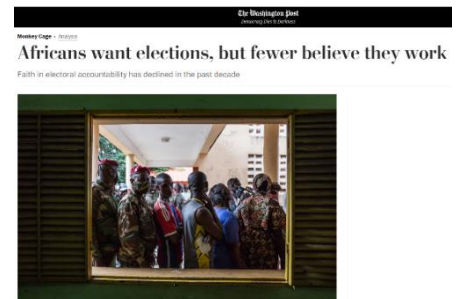 The Washington Post
Democracy Dies in Darkness
Monkey Cage • Analysis
Africans want elections, but fewer believe they work
Faith in electoral accountability has declined in the past decade